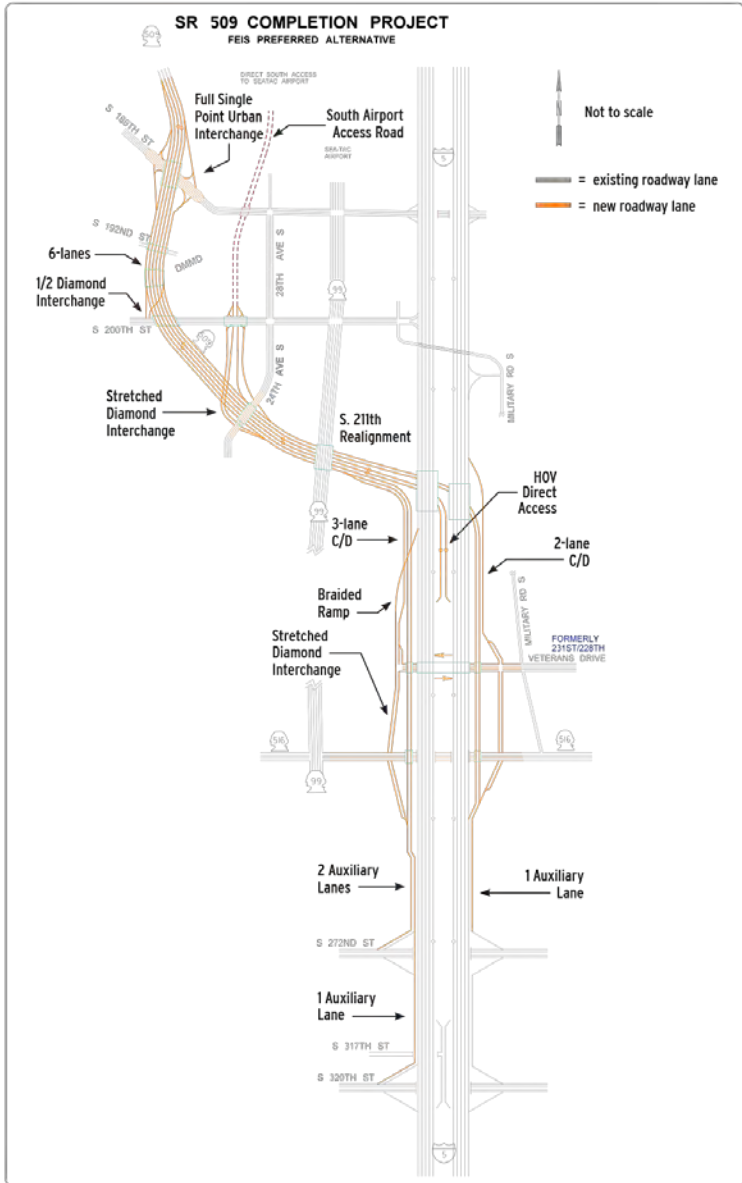 SR 509 COMPLETION PROJECT
FEIS PREFERRED ALTERNATIVE
509
DIRECT SOUTH ACCESS
TO SEATAC AIRPORT
Full Single
Point Urban
Interchange
South Airport
Access Road
Not to scale
S 188TH ST
SEA-TAC
AIRPORT
5
= existing roadway lane
= new roadway lane
S 192ND ST
6-lanes
DMMD
28TH AVE S
1/2 Diamond
Interchange
99
S 200TH ST
509
MILITARY RD S
24TH AVE S
Stretched
Diamond
Interchange
S. 211th
Realignment
HOV
Direct
Access
99
3-lane
C/D
2-lane
C/D
Braided
Ramp
MILITARY RD S
Stretched
Diamond
Interchange
FORMERLY
231ST/228TH
VETERANS DRIVE
516
516
99
2 Auxiliary
Lanes
1 Auxiliary
Lane
S 272ND ST
1 Auxiliary
Lane
S 317TH ST
S 320TH ST
5